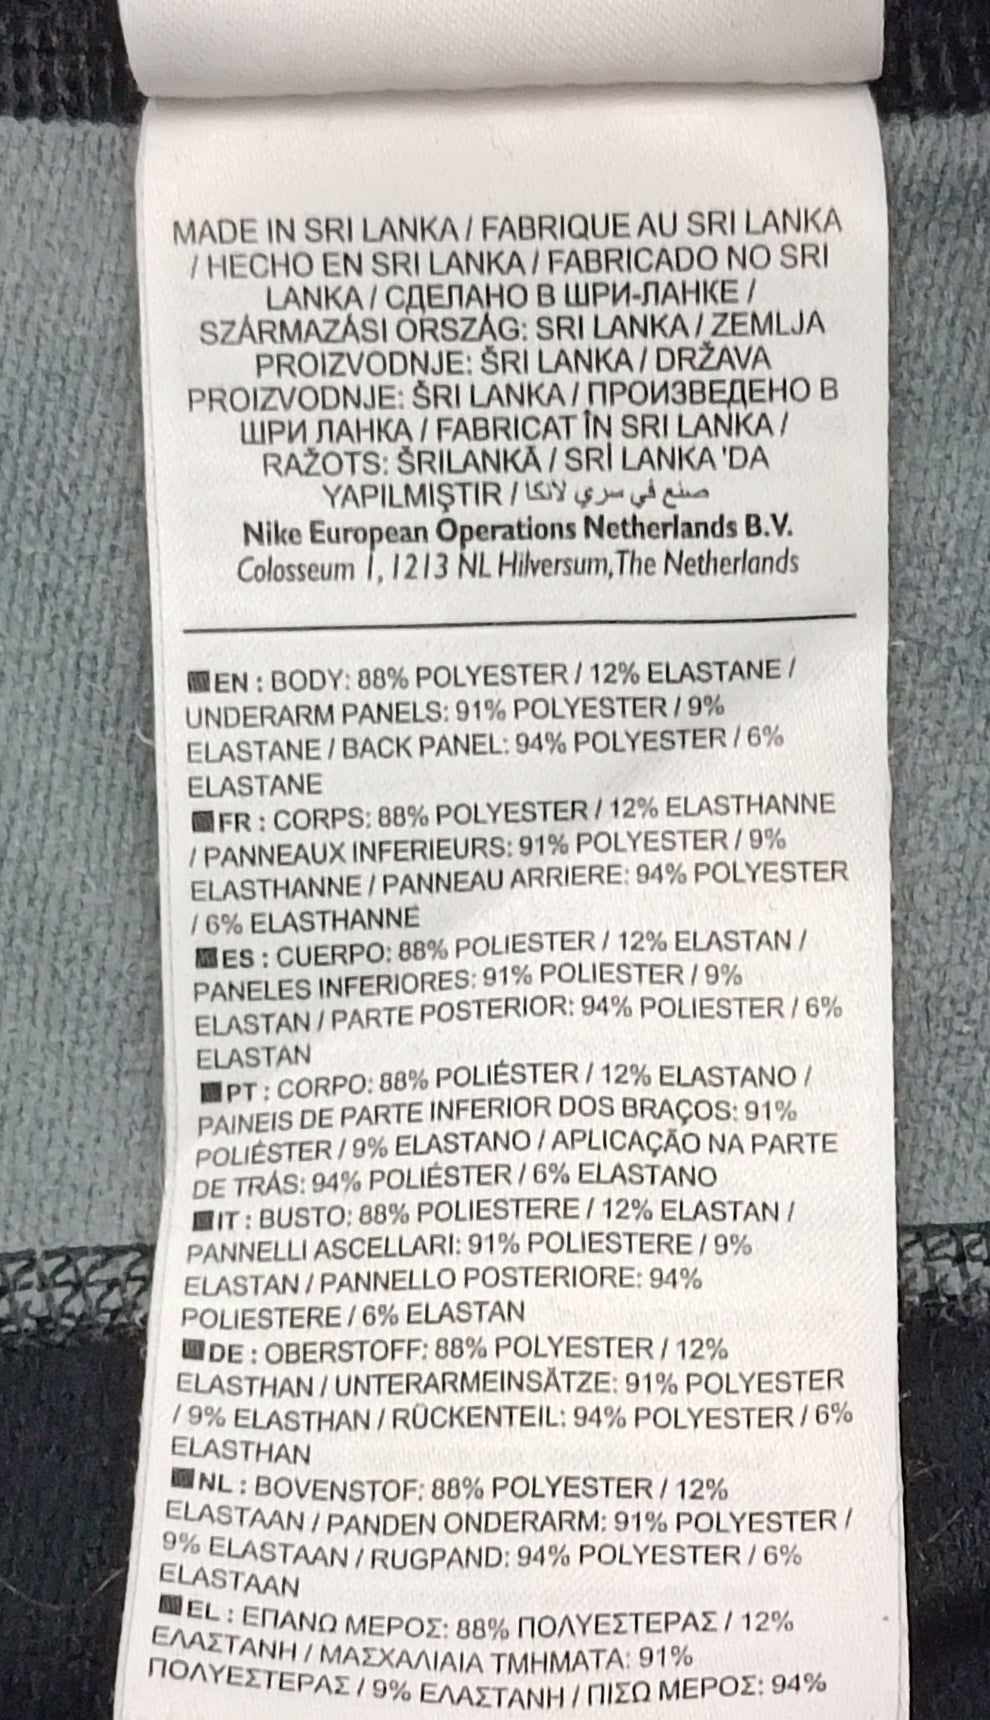 MADE IN SRI LANKA / FABRIQUE AU SRI LANKA
/ HECHO EN SRI LANKA / FABRICADO NO SRI
LANKA / СДЕЛАНО В ШРИ-ЛАНКЕ /
SZÁRMAZÁSI ORSZÁG: SRI LANKA / ZEMLJA
PROIZVODNJE: ŠRI LANKA / DRŽAVA
PROIZVODNJE: ŠRI LANKA / ПРОИЗВЕДЕНО В
ШРИ ЛАНКА / FABRICAT ÎN SRI LANKA /
RAŽOTS: ŠRILANKĀ / SRİ LANKA 'DA
YAPILMIŞTIR / صنع في سري لانكا
Nike European Operations Netherlands B.V.
Colosseum 1, 1213 NL Hilversum, The Netherlands
EN : BODY: 88% POLYESTER / 12% ELASTANE /
UNDERARM PANELS: 91% POLYESTER / 9%
ELASTANE / BACK PANEL: 94% POLYESTER / 6%
ELASTANE
FR : CORPS: 88% POLYESTER / 12% ELASTHANNE
/ PANNEAUX INFERIEURS: 91% POLYESTER / 9%
ELASTHANNE / PANNEAU ARRIERE: 94% POLYESTER
/ 6% ELASTHANNE
ES : CUERPO: 88% POLIESTER / 12% ELASTAN /
PANELES INFERIORES: 91% POLIESTER / 9%
ELASTAN / PARTE POSTERIOR: 94% POLIESTER / 6%
ELASTAN
PT : CORPO: 88% POLIÉSTER / 12% ELASTANO /
PAINEIS DE PARTE INFERIOR DOS BRAÇOS: 91%
POLIÉSTER / 9% ELASTANO / APLICAÇÃO NA PARTE
DE TRÁS: 94% POLIÉSTER / 6% ELASTANO
IT : BUSTO: 88% POLIESTERE / 12% ELASTAN /
PANNELLI ASCELLARI: 91% POLIESTERE / 9%
ELASTAN / PANNELLO POSTERIORE: 94%
POLIESTERE / 6% ELASTAN
DE : OBERSTOFF: 88% POLYESTER / 12%
ELASTHAN / UNTERARMEINSÄTZE: 91% POLYESTER
/ 9% ELASTHAN / RÜCKENTEIL: 94% POLYESTER / 6%
ELASTHAN
NL : BOVENSTOF: 88% POLYESTER / 12%
ELASTAAN / PANDEN ONDERARM: 91% POLYESTER /
9% ELASTAAN / RUGPAND: 94% POLYESTER / 6%
ELASTAAN
EL : ΕΠΑΝΩ ΜΕΡΟΣ: 88% ΠΟΛΥΕΣΤΕΡΑΣ / 12%
ΕΛΑΣΤΑΝΗ / ΜΑΣΧΑΛΙΑΙΑ ΤΜΗΜΑΤΑ: 91%
ΠΟΛΥΕΣΤΕΡΑΣ / 9% ΕΛΑΣΤΑΝΗ / ΠΙΣΩ ΜΕΡΟΣ: 94%